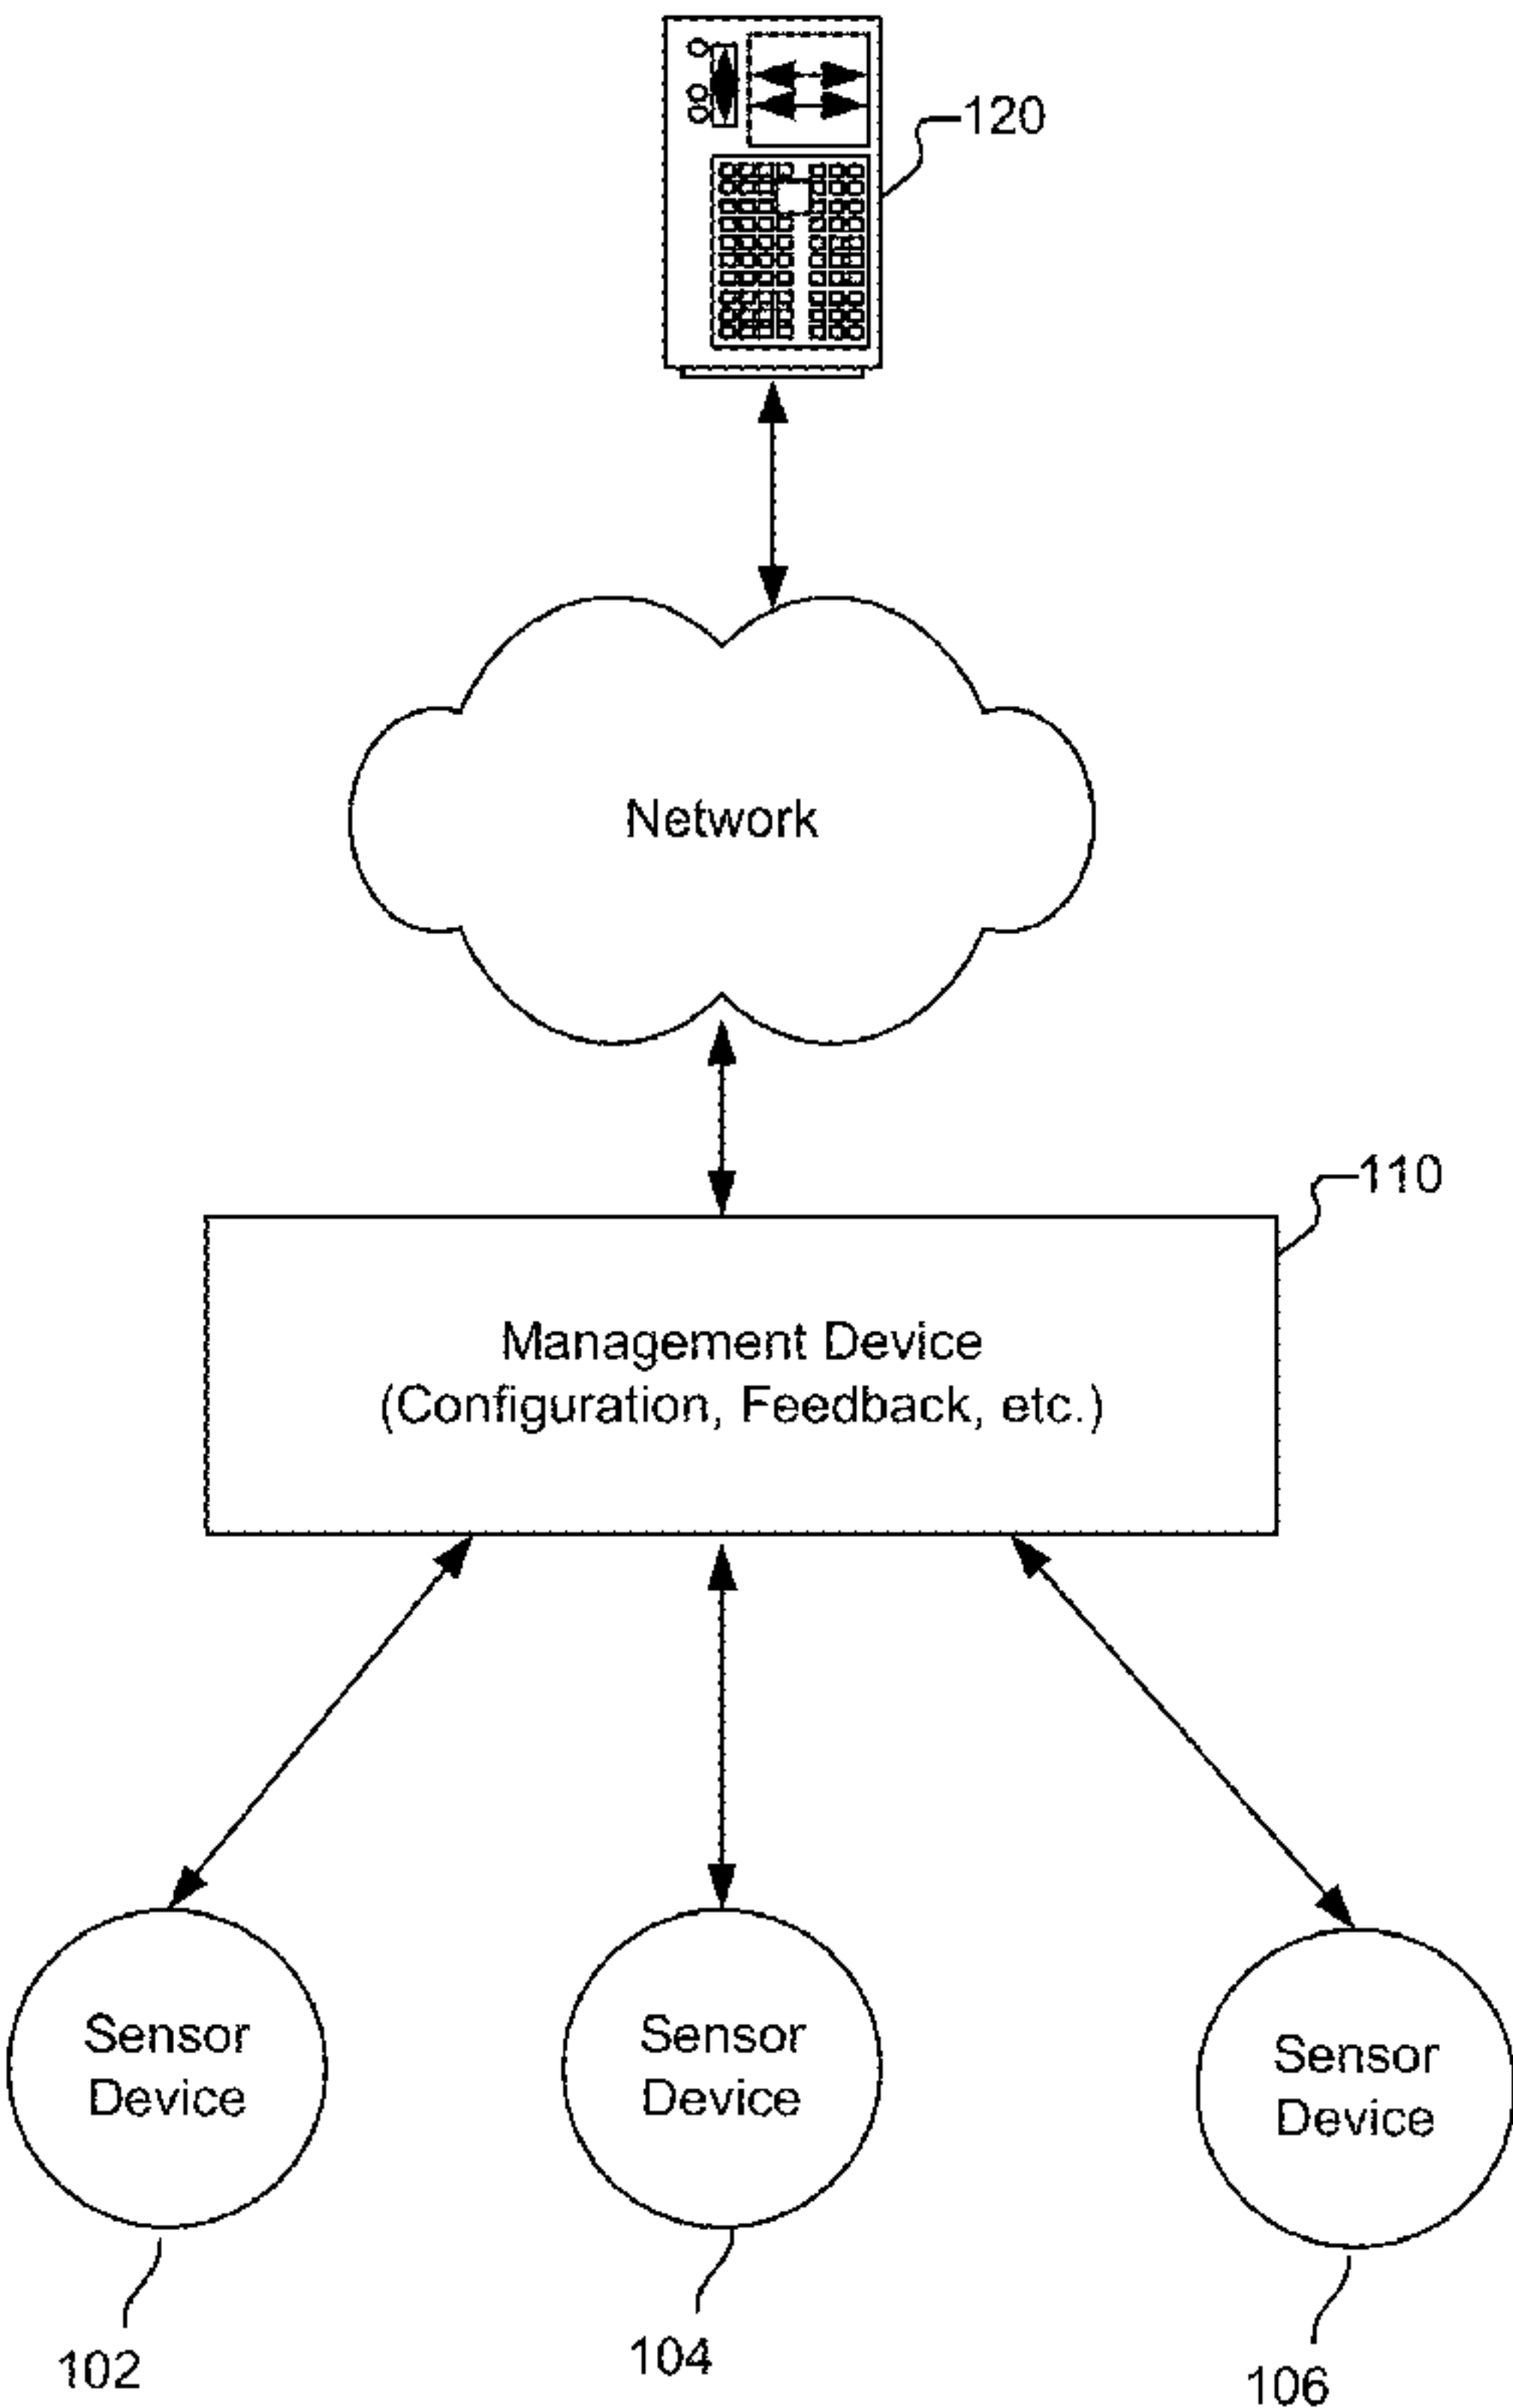 120
Network
110
Management Device
(Configuration, Feedback, etc.)
Sensor
Device
Sensor
Device
Sensor
Device
102
104
106